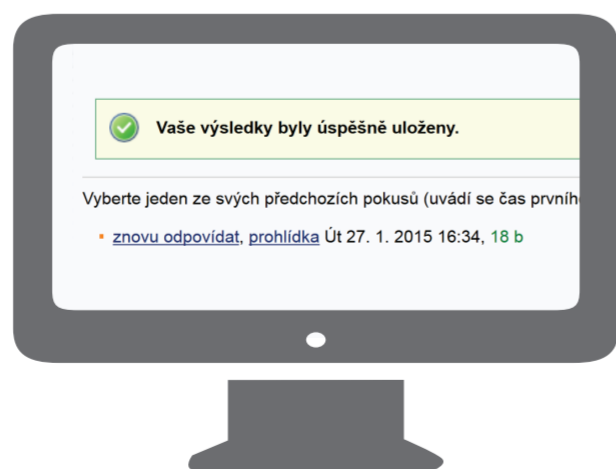 Vaše výsledky byly úspěšně uloženy.
Vyberte jeden ze svých předchozích pokusů (uvádí se čas
znovu odpovídat, prohlídka Út 27. 1. 2015 16:34, 18 b